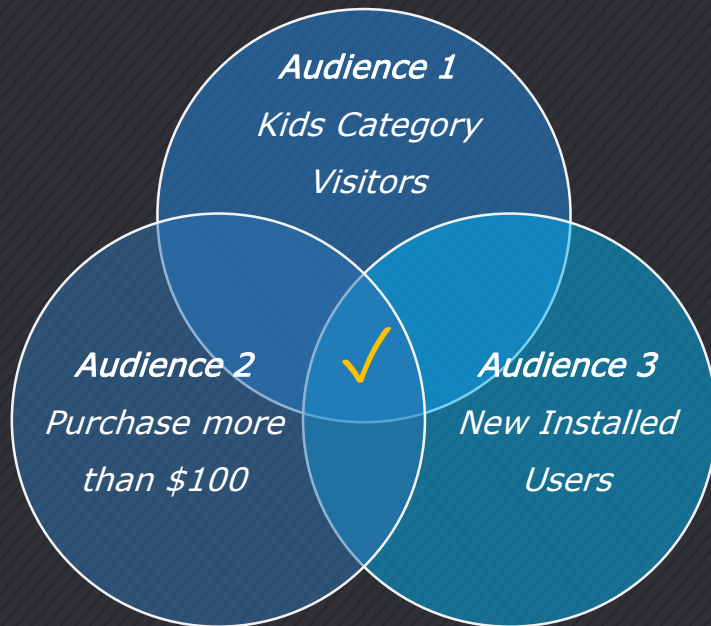 Audience 1
Kids Category
Visitors
Audience 2
Purchase more
than $100
Audience 3
New Installed
Users